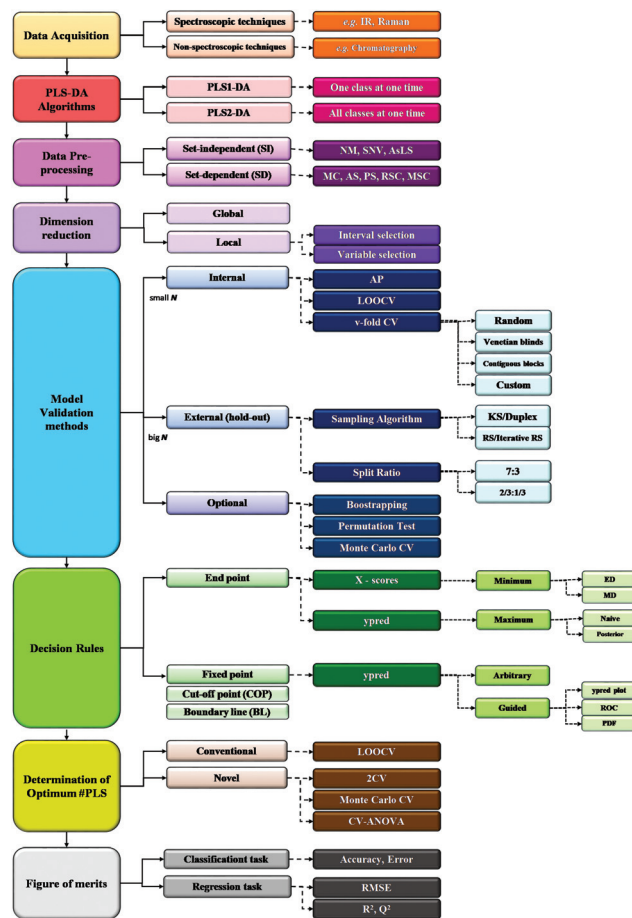 Data Acquisition
Spectroscopic techniques
e.g. IR. Raman
Non-spectroscopic techniques
e.g. Chromatography
PLS-DA
Algorithms
PLS1-DA
One class at one time
PLS2-DA
All classes at one time
Data Pre-
processing
Set-independent (SI)
NM, SNV, AsLS
Set-dependent (SD)
MC, AS, PS, RSC, MSC
Dimension
reduction
Global
Local
Interval selection
Variable selection
Model
Validation
methods
small N
Internal
AP
LOOCV
v-fold CV
Random
Venetian blinds
Contiguous blocks
Custom
big N
External (hold-out)
Sampling Algorithm
KS/Duplex
RS/Iterative RS
Split Ratio
7:3
2/3:1/3
Optional
Boostrapping
Permutation Test
Monte Carlo CV
Decision Rules
End point
X - scores
Minimum
ED
MD
ypred
Maximum
Naive
Posterior
Fixed point
Cut-off point (COP)
Boundary line (BL)
ypred
Arbitrary
Guided
ypred plot
ROC
PDF
Determination of
Optimum #PLS
Conventional
LOOCV
Novel
2CV
Monte Carlo CV
CV-ANOVA
Figure of merits
Classificationt task
Accuracy, Error
Regression task
RMSE
R², Q²